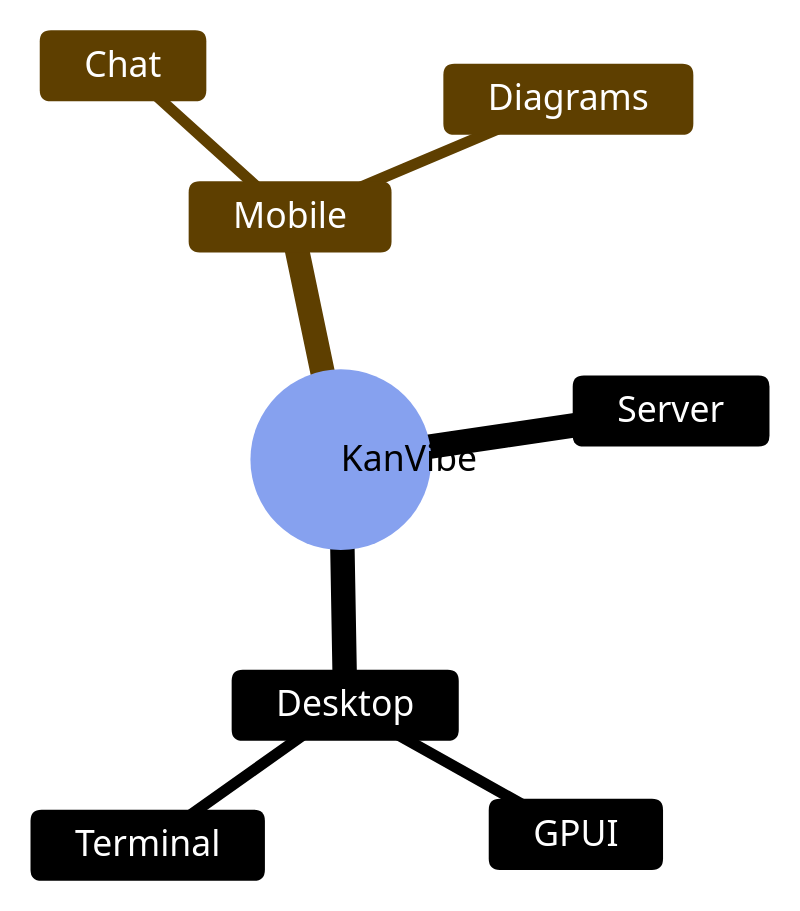 Chat
Diagrams
Mobile
Server
KanVibe
Desktop
Terminal
GPUI